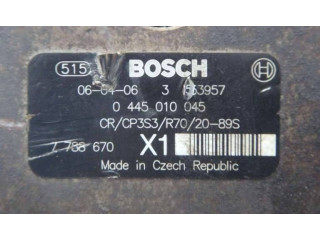 515 BOSCH
06-04-06 3 1563957
0 445 010 045
CR/CP3S3/R70/20-89S
7 788 670 X1
Made in Czech Republic